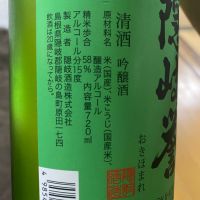 隠岐誉
おきほまれ
清酒 吟醸酒
原材料名 米(国産)、米こうじ(国産米)、
醸造アルコール
精米歩合 58% 内容量720ml
アルコール分15度
製造者 隠岐酒造株式会社
島根県隠岐郡隠岐の島町原田一七四
飲酒は20歳になってから。